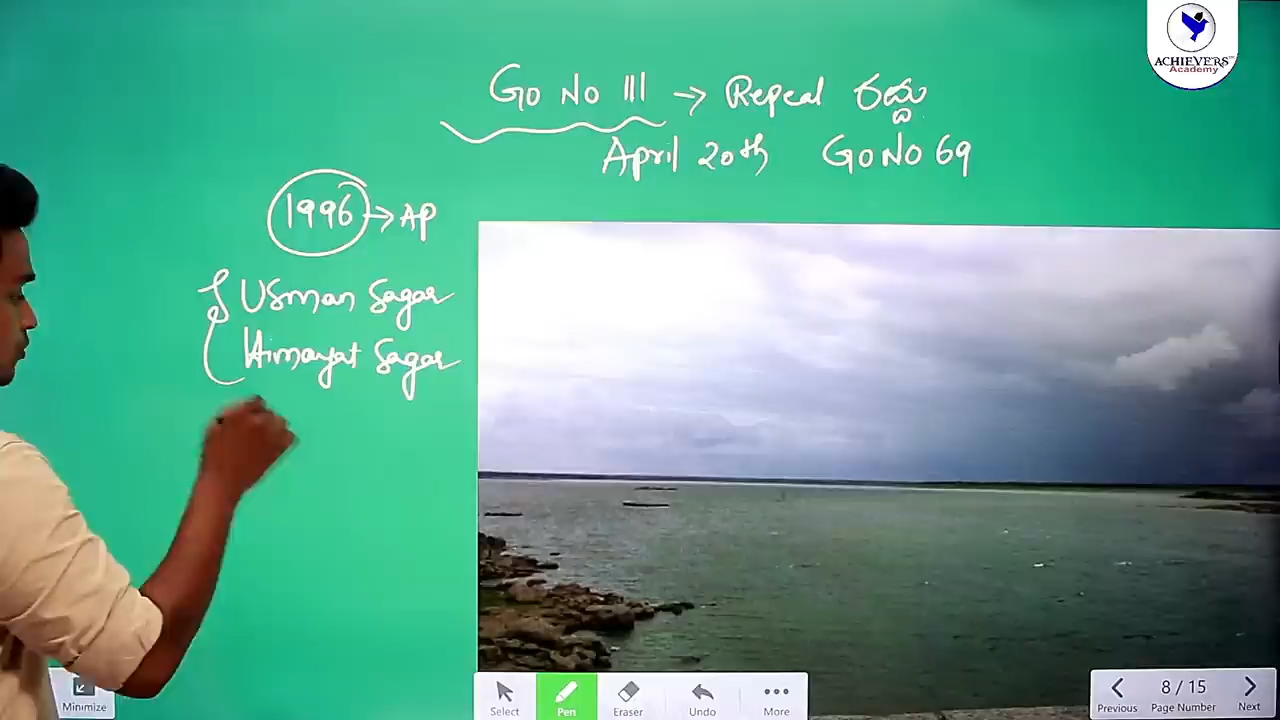 ACHIEVERS™
Academy
GO NO 111 → Repeal రద్దు
April 20th GO NO 69
1996 → AP
Usman Sagar
Himayat Sagar
Minimize
Select
Pen
Eraser
Undo
More
8 / 15
Previous
Page Number
Next